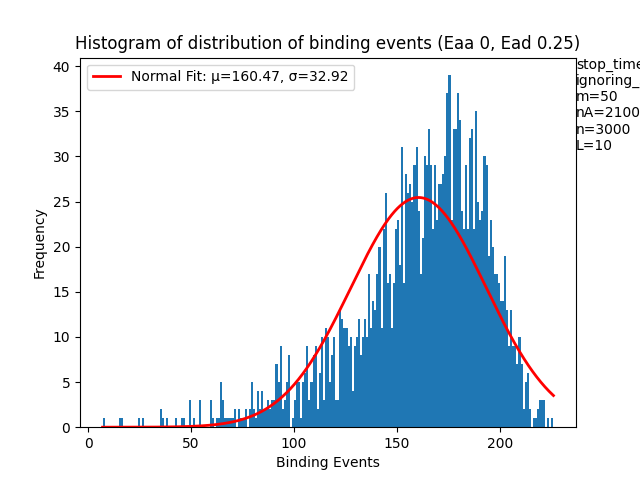 Histogram of distribution of binding events (Eaa 0, Ead 0.25)
Normal Fit: μ=160.47, σ=32.92
stop_time
ignoring_
m=50
nA=2100
n=3000
L=10
40
35
30
25
20
15
10
5
0
Frequency
0 50 100 150 200
Binding Events